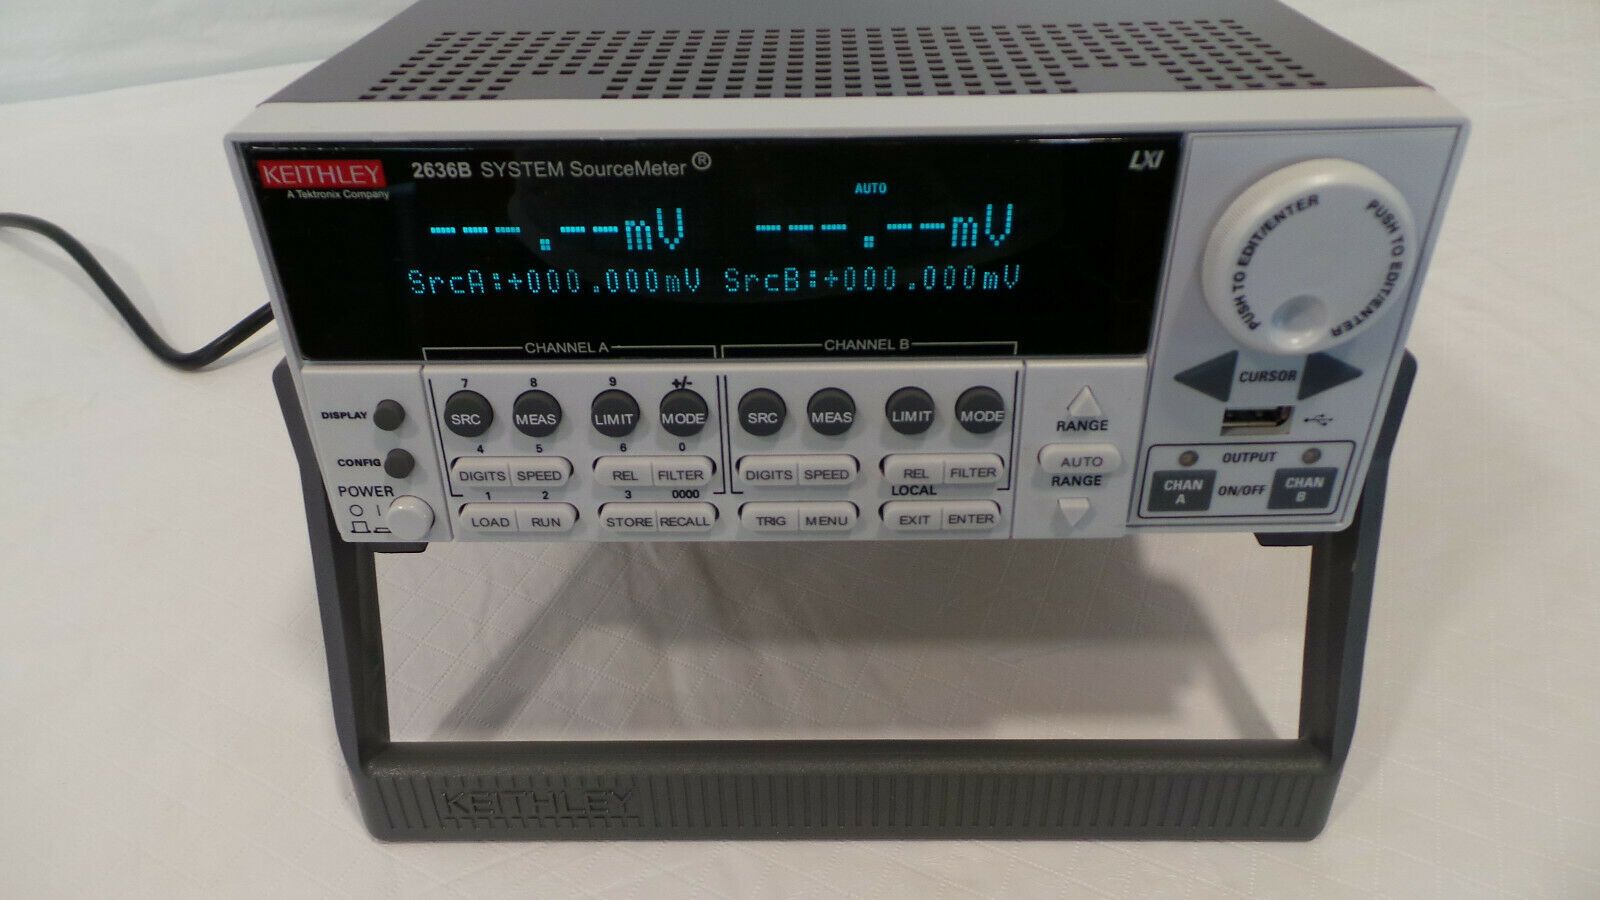 KEITHLEY
A Tektronix Company
2636B SYSTEM SourceMeter®
LXI
AUTO
---.--mV ---.--mV
SrcA:+000.000mV SrcB:+000.000mV
CHANNEL A
CHANNEL B
PUSH TO EDIT/ENTER
PUSH TO EDIT/ENTER
CURSOR
DISPLAY
CONFIG
POWER
O |
7 8 9 +/-
SRC MEAS LIMIT MODE
4 5 6 0
DIGITS SPEED REL FILTER
1 2 3 0000
LOAD RUN STORE RECALL
SRC MEAS LIMIT MODE
DIGITS SPEED REL FILTER
LOCAL
TRIG MENU EXIT ENTER
RANGE
AUTO
RANGE
OUTPUT
CHAN A
ON/OFF
CHAN B
KEITHLEY